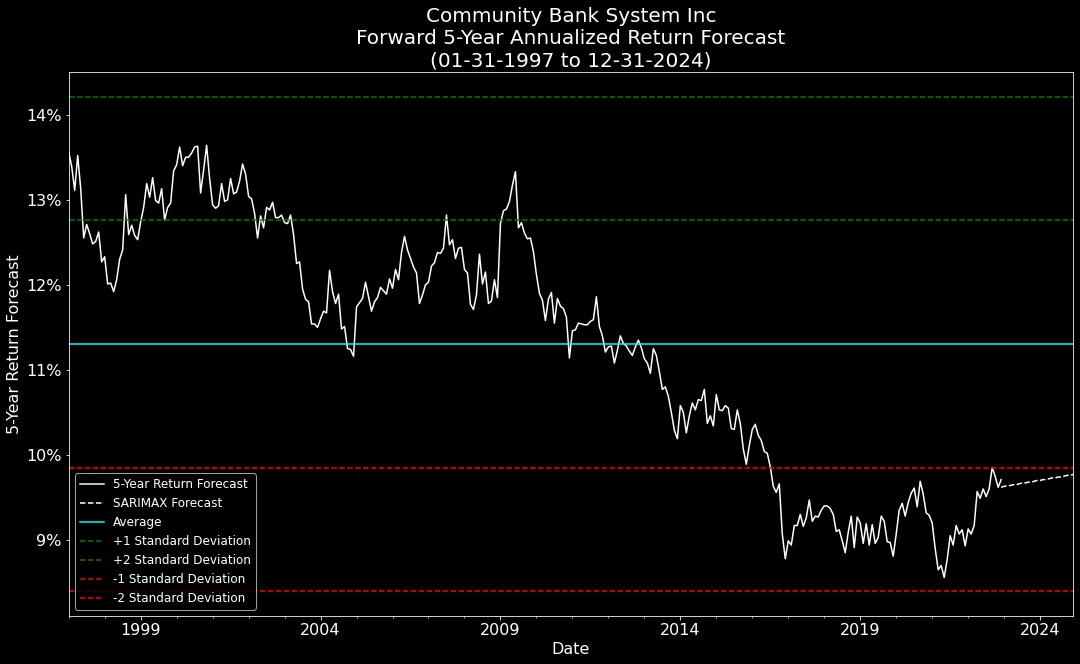 Community Bank System Inc
Forward 5-Year Annualized Return Forecast
(01-31-1997 to 12-31-2024)
5-Year Return Forecast
14%
13%
12%
11%
10%
9%
5-Year Return Forecast
SARIMAX Forecast
Average
+1 Standard Deviation
+2 Standard Deviation
-1 Standard Deviation
-2 Standard Deviation
1999
2004
2009
2014
2019
2024
Date